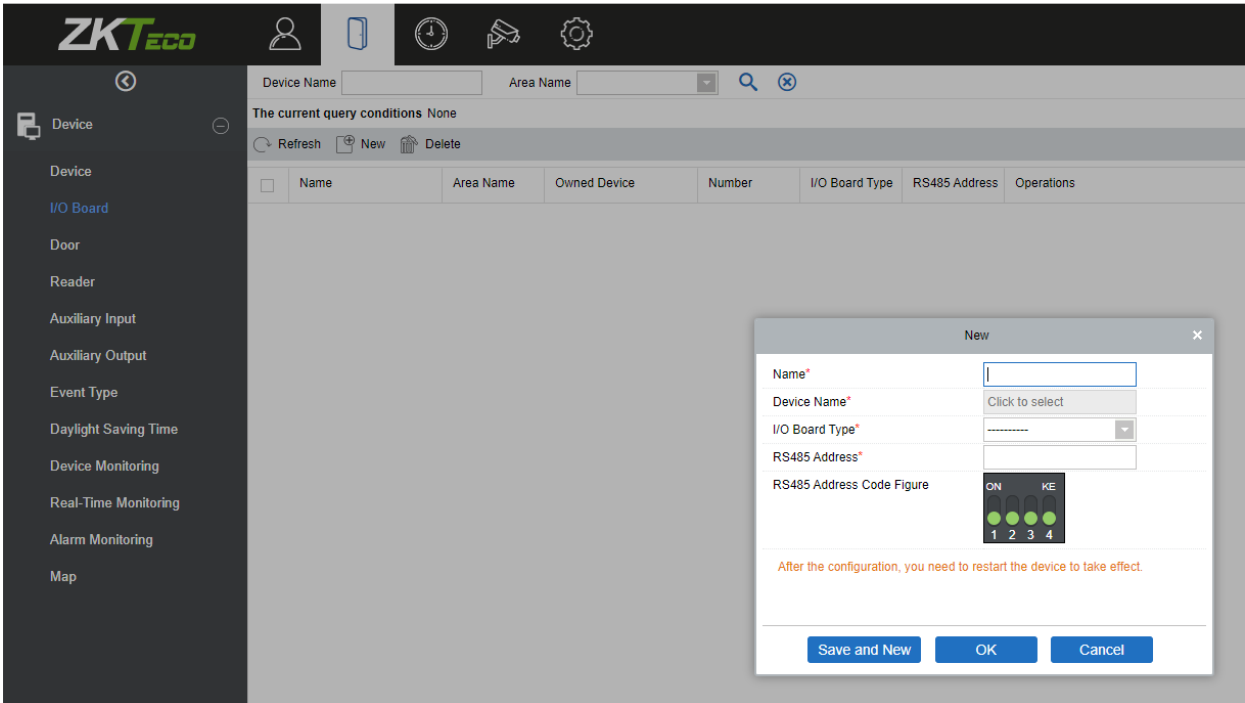 ZKTeco
Device Name Area Name
The current query conditions None
Refresh New Delete
Name Area Name Owned Device Number I/O Board Type RS485 Address Operations
Device
Device
I/O Board
Door
Reader
Auxiliary Input
Auxiliary Output
Event Type
Daylight Saving Time
Device Monitoring
Real-Time Monitoring
Alarm Monitoring
Map
New
Name*
Device Name* Click to select
I/O Board Type* ----------
RS485 Address*
RS485 Address Code Figure
ON KE
1 2 3 4
After the configuration, you need to restart the device to take effect.
Save and New OK Cancel